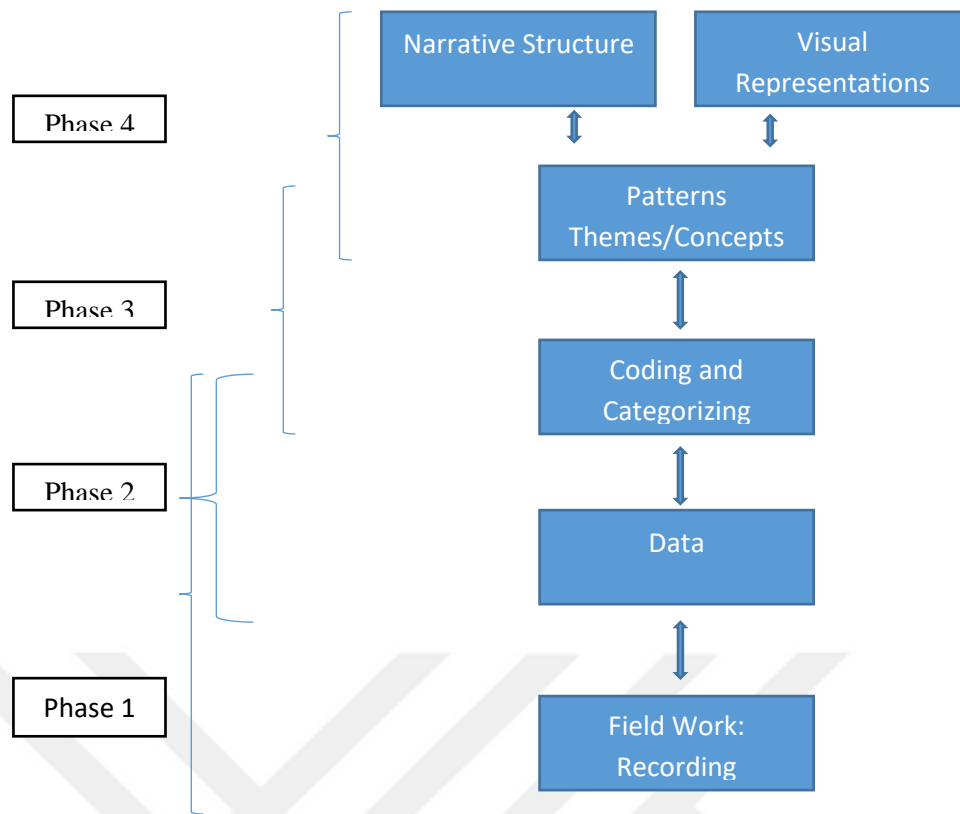 Narrative Structure
Visual
Representations
Phase 4
Patterns
Themes/Concepts
Phase 3
Coding and
Categorizing
Phase 2
Data
Phase 1
Field Work:
Recording